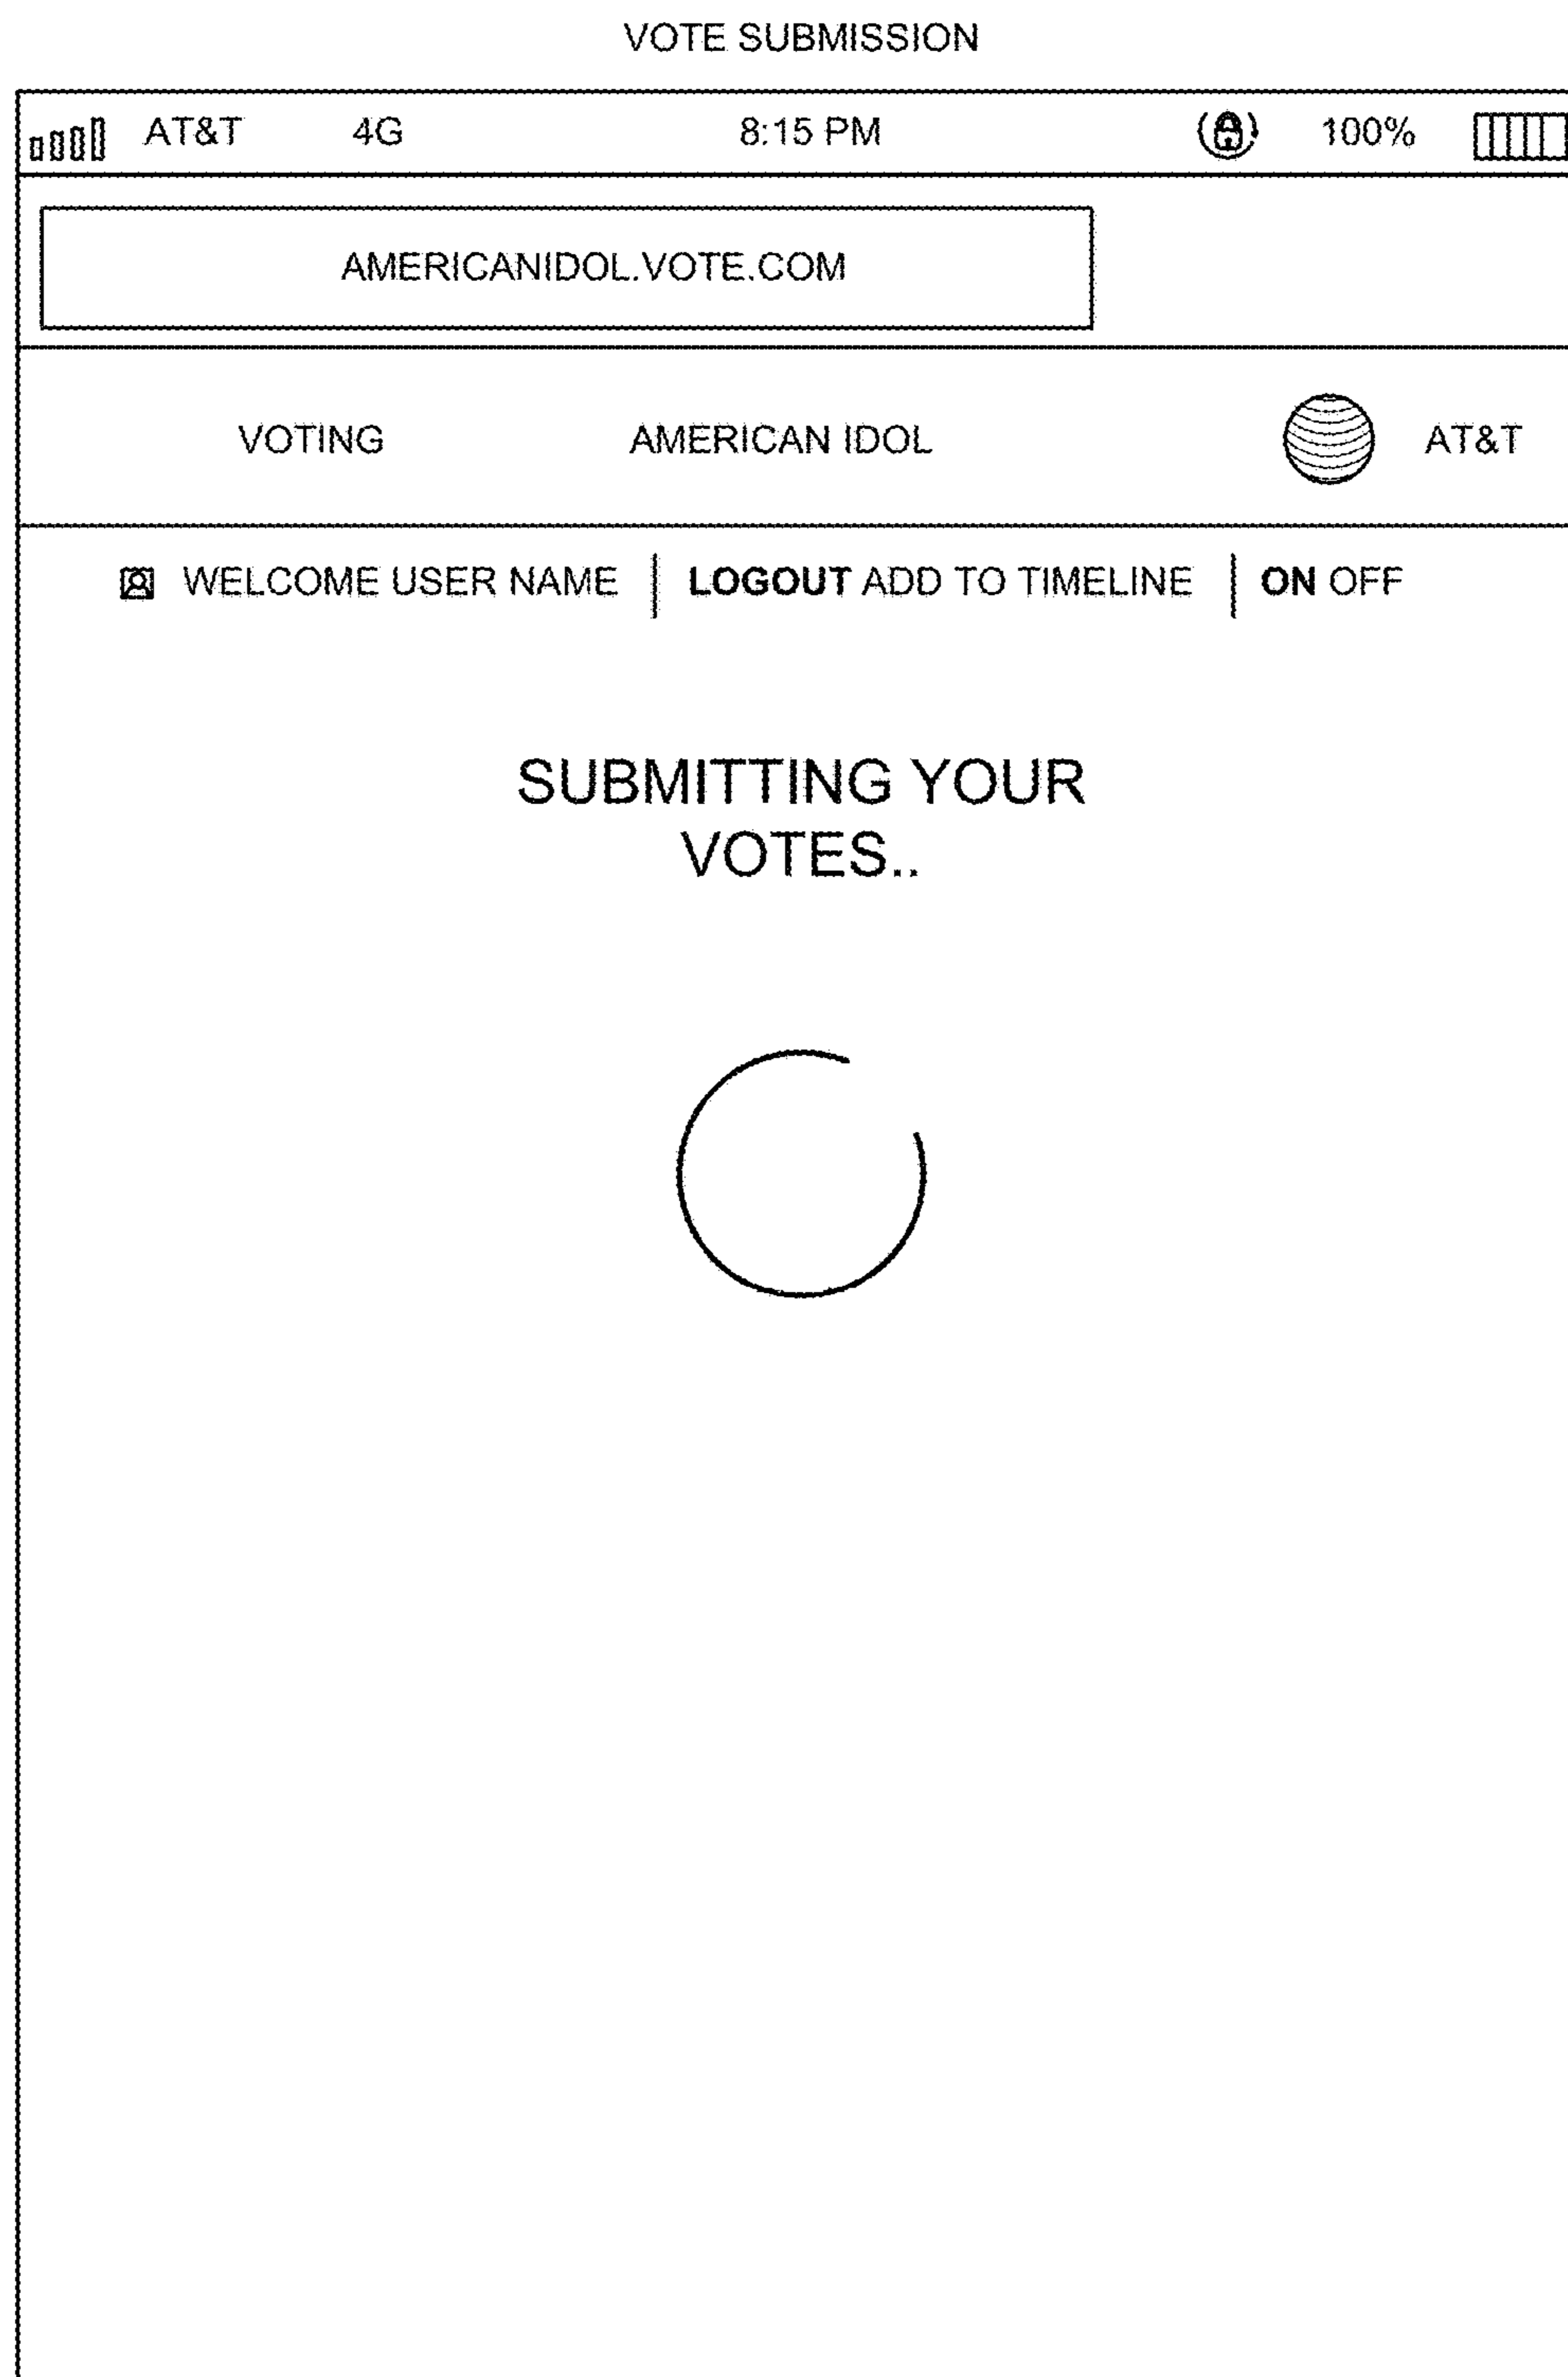 VOTE SUBMISSION
AT&T 4G 8:15 PM 100%
AMERICANIDOL.VOTE.COM
VOTING AMERICAN IDOL AT&T
WELCOME USER NAME | LOGOUT ADD TO TIMELINE | ON OFF
SUBMITTING YOUR
VOTES..